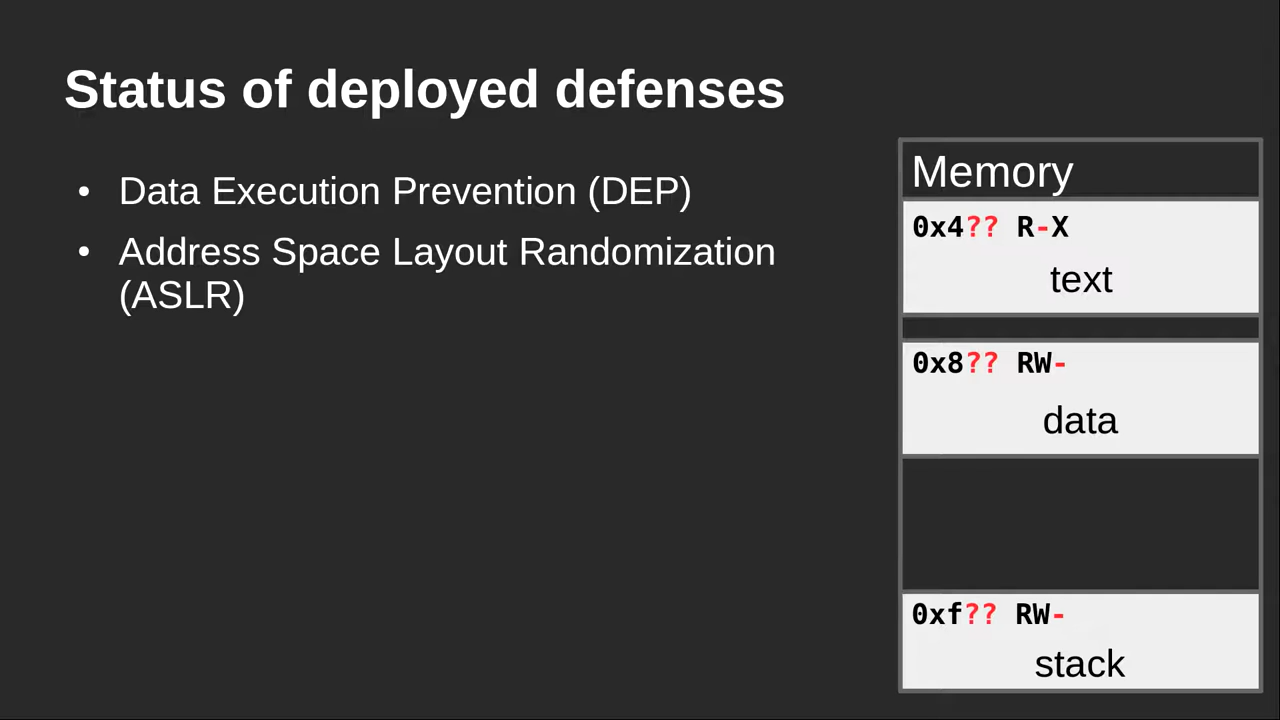 Status of deployed defenses
• Data Execution Prevention (DEP)
• Address Space Layout Randomization
(ASLR)
Memory
0x4?? R-X
text
0x8?? RW-
data
0xf?? RW-
stack